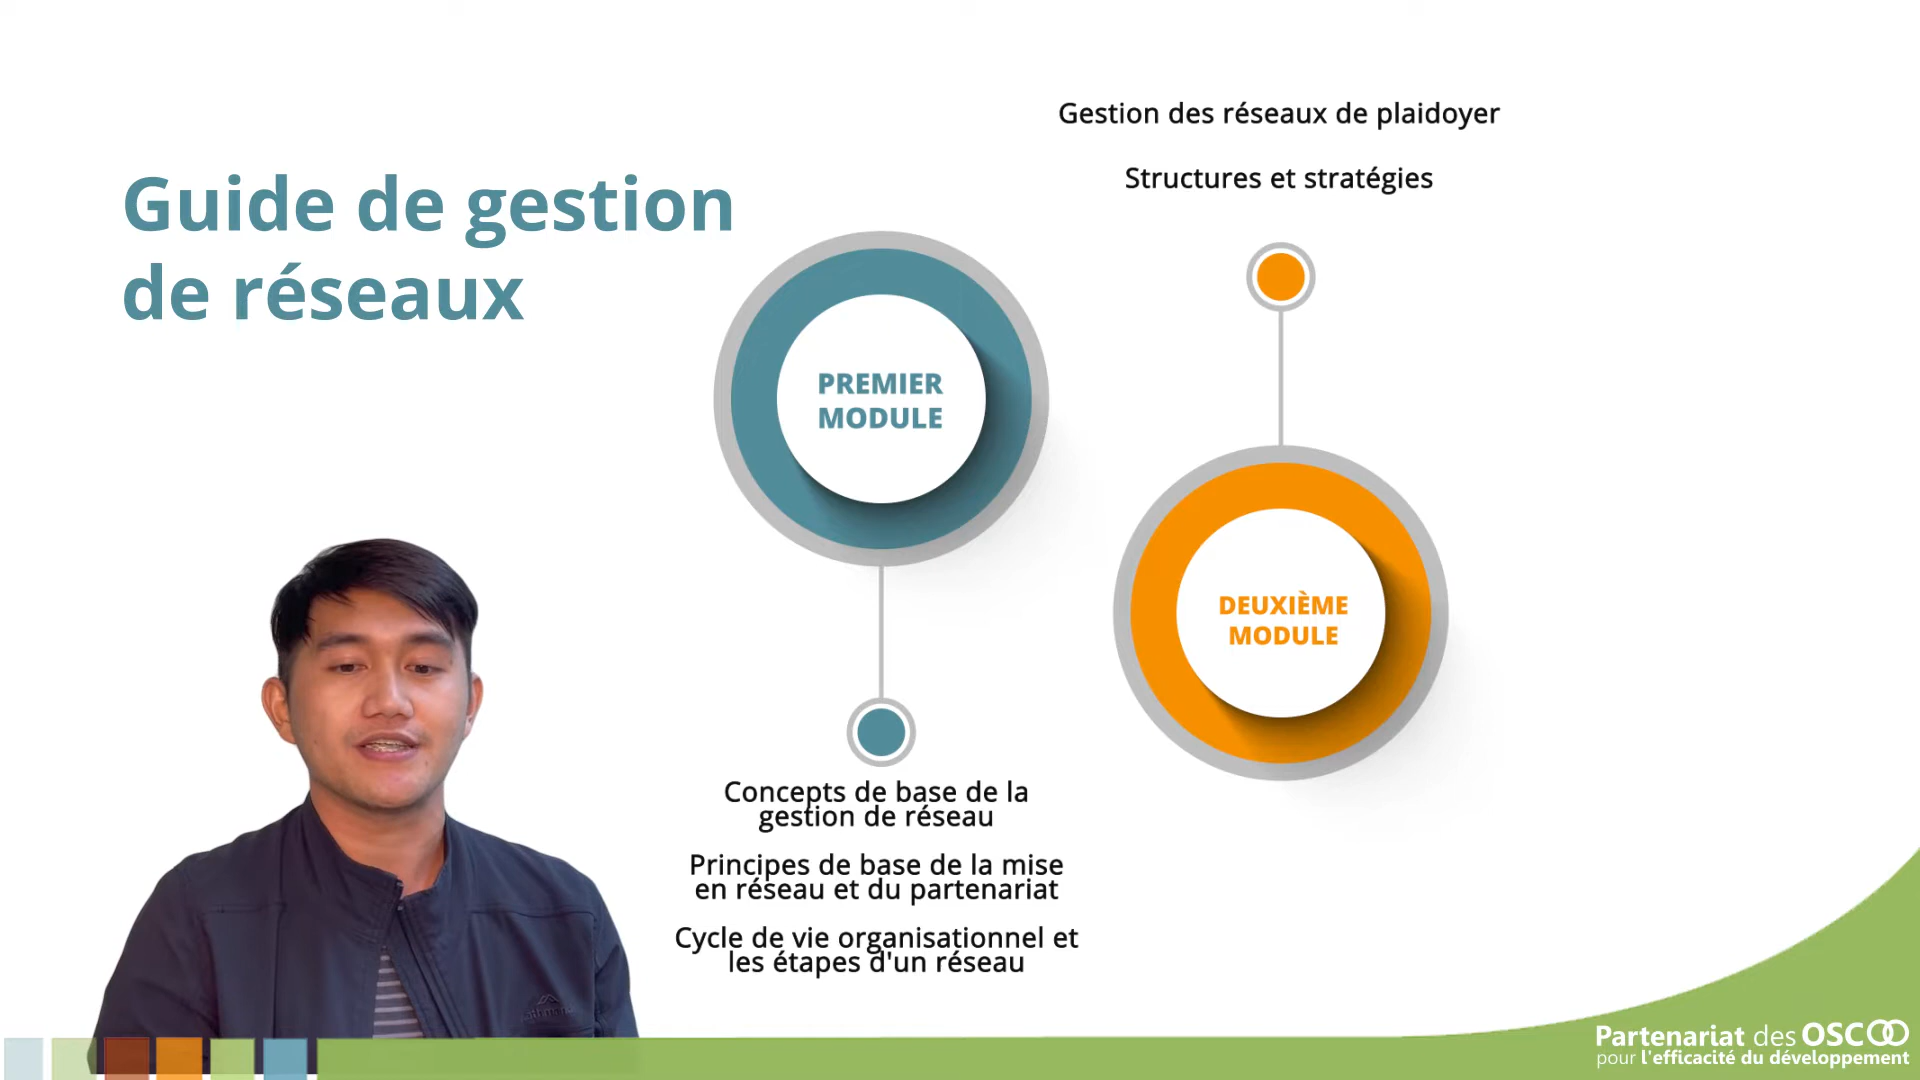 Guide de gestion
de réseaux
PREMIER
MODULE
Concepts de base de la
gestion de réseau
Principes de base de la mise
en réseau et du partenariat
Cycle de vie organisationnel et
les étapes d'un réseau
Gestion des réseaux de plaidoyer
Structures et stratégies
DEUXIÈME
MODULE
Partenariat des OSC
pour l'efficacité du développement